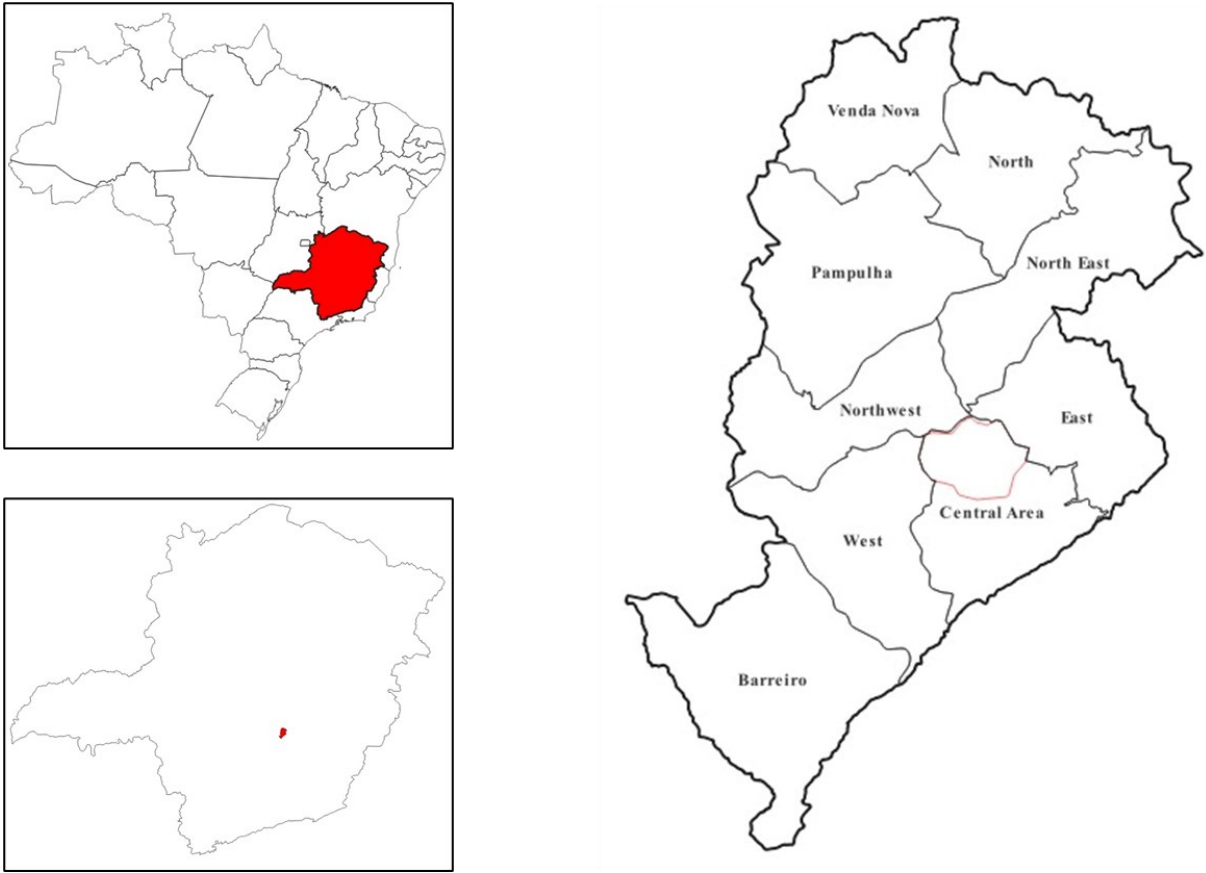 Venda Nova
North
North East
Pampulha
Northwest
East
Central Area
West
Barreiro